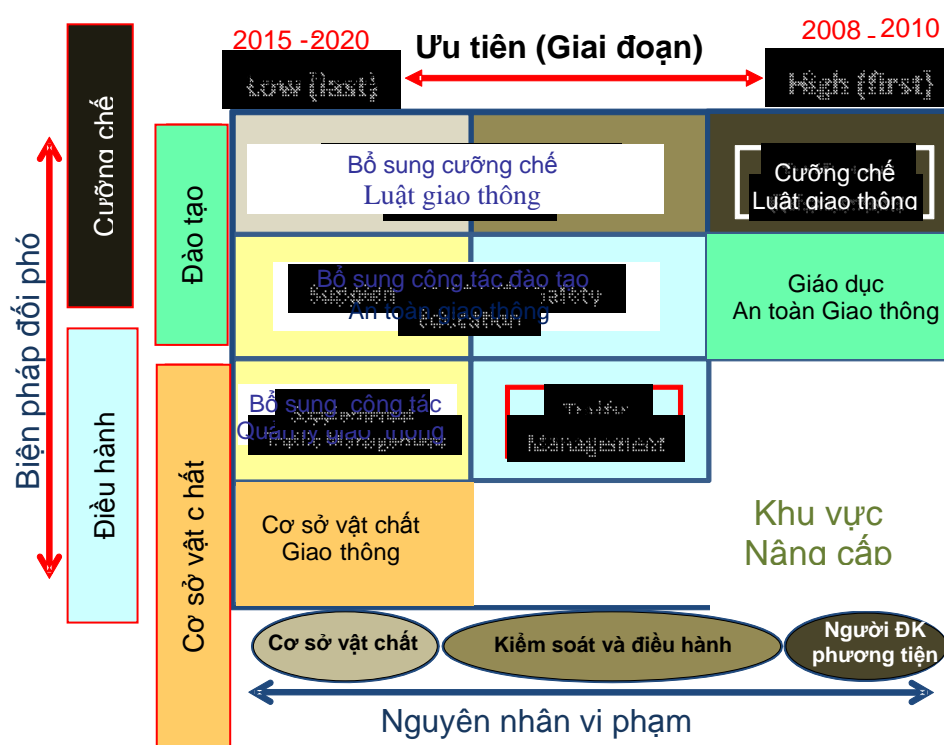 2015 -2020
Ưu tiên (Giai đoạn)
2008 - 2010
Low (last)
High (first)
Biện pháp đối phó
Cưỡng chế
Đào tạo
Điều hành
Cơ sở vật c hát
Bổ sung cưỡng chế
Luật giao thông
Cưỡng chế
Luật giao thông
Bổ sung công tác đào tạo
An toàn giao thông
Giáo dục
An toàn Giao thông
Bổ sung công tác
Quản lý giao thông
Management
Cơ sở vật chất
Giao thông
Khu vực
Nâng cấp
Cơ sở vật chất
Kiểm soát và điều hành
Người ĐK
phương tiện
Nguyên nhân vi phạm